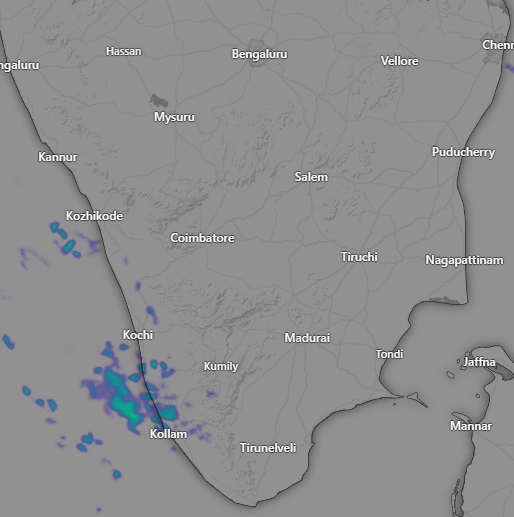 Hassan
Bengaluru
Chenn
ngaluru
Vellore
Mysuru
Kannur
Puducherry
Salem
Kozhikode
Coimbatore
Tiruchi
Nagapattinam
Kochi
Madurai
Tondi
Kumily
Jaffna
Kollam
Mannar
Tirunelveli